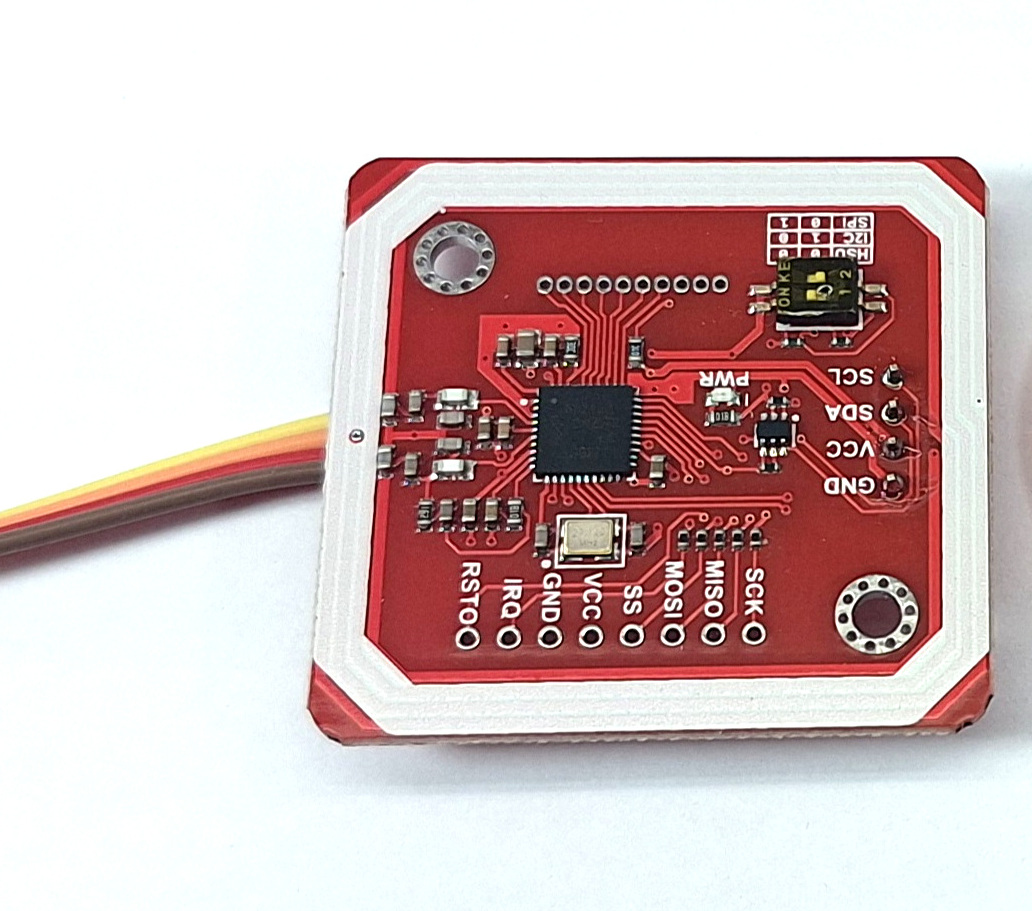 SPI 0 1
I2C 1 0
HSU 0 0
ON KE
1 2
SCL
PWR
SDA
VCC
GND
RSTO
IRQ
GND
VCC
SS
MOSI
MISO
SCK